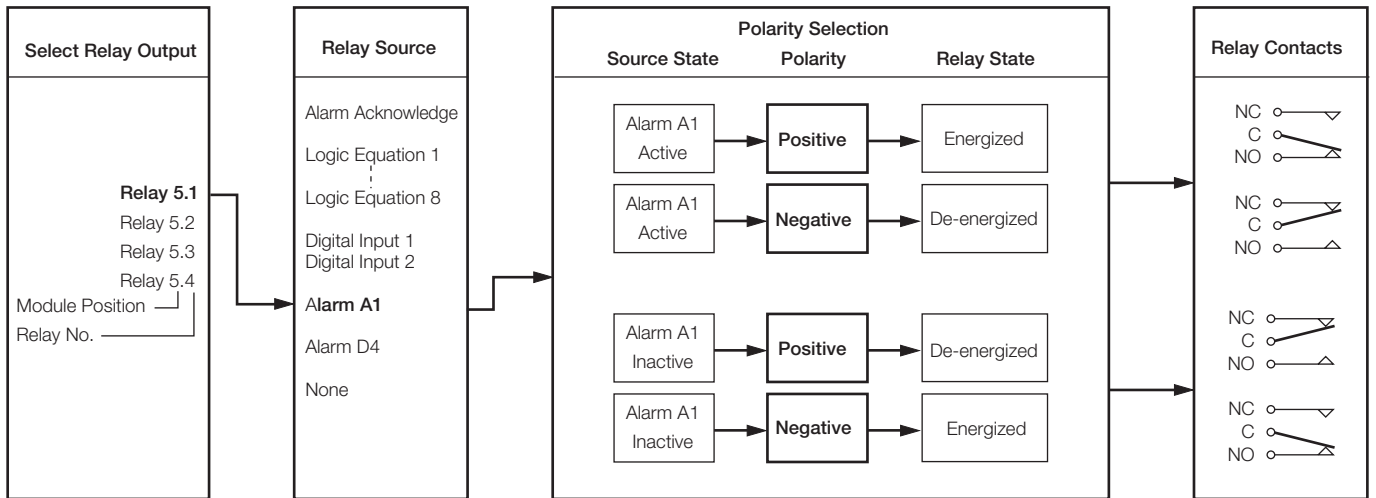 Select Relay Output
Relay 5.1
Relay 5.2
Relay 5.3
Relay 5.4
Module Position
Relay No.
Relay Source
Alarm Acknowledge
Logic Equation 1
Logic Equation 8
Digital Input 1
Digital Input 2
Alarm A1
Alarm D4
None
Polarity Selection
Source State
Polarity
Relay State
Alarm A1
Active
Positive
Energized
Alarm A1
Active
Negative
De-energized
Alarm A1
Inactive
Positive
De-energized
Alarm A1
Inactive
Negative
Energized
Relay Contacts
NC
C
NO
NC
C
NO
NC
C
NO
NC
C
NO